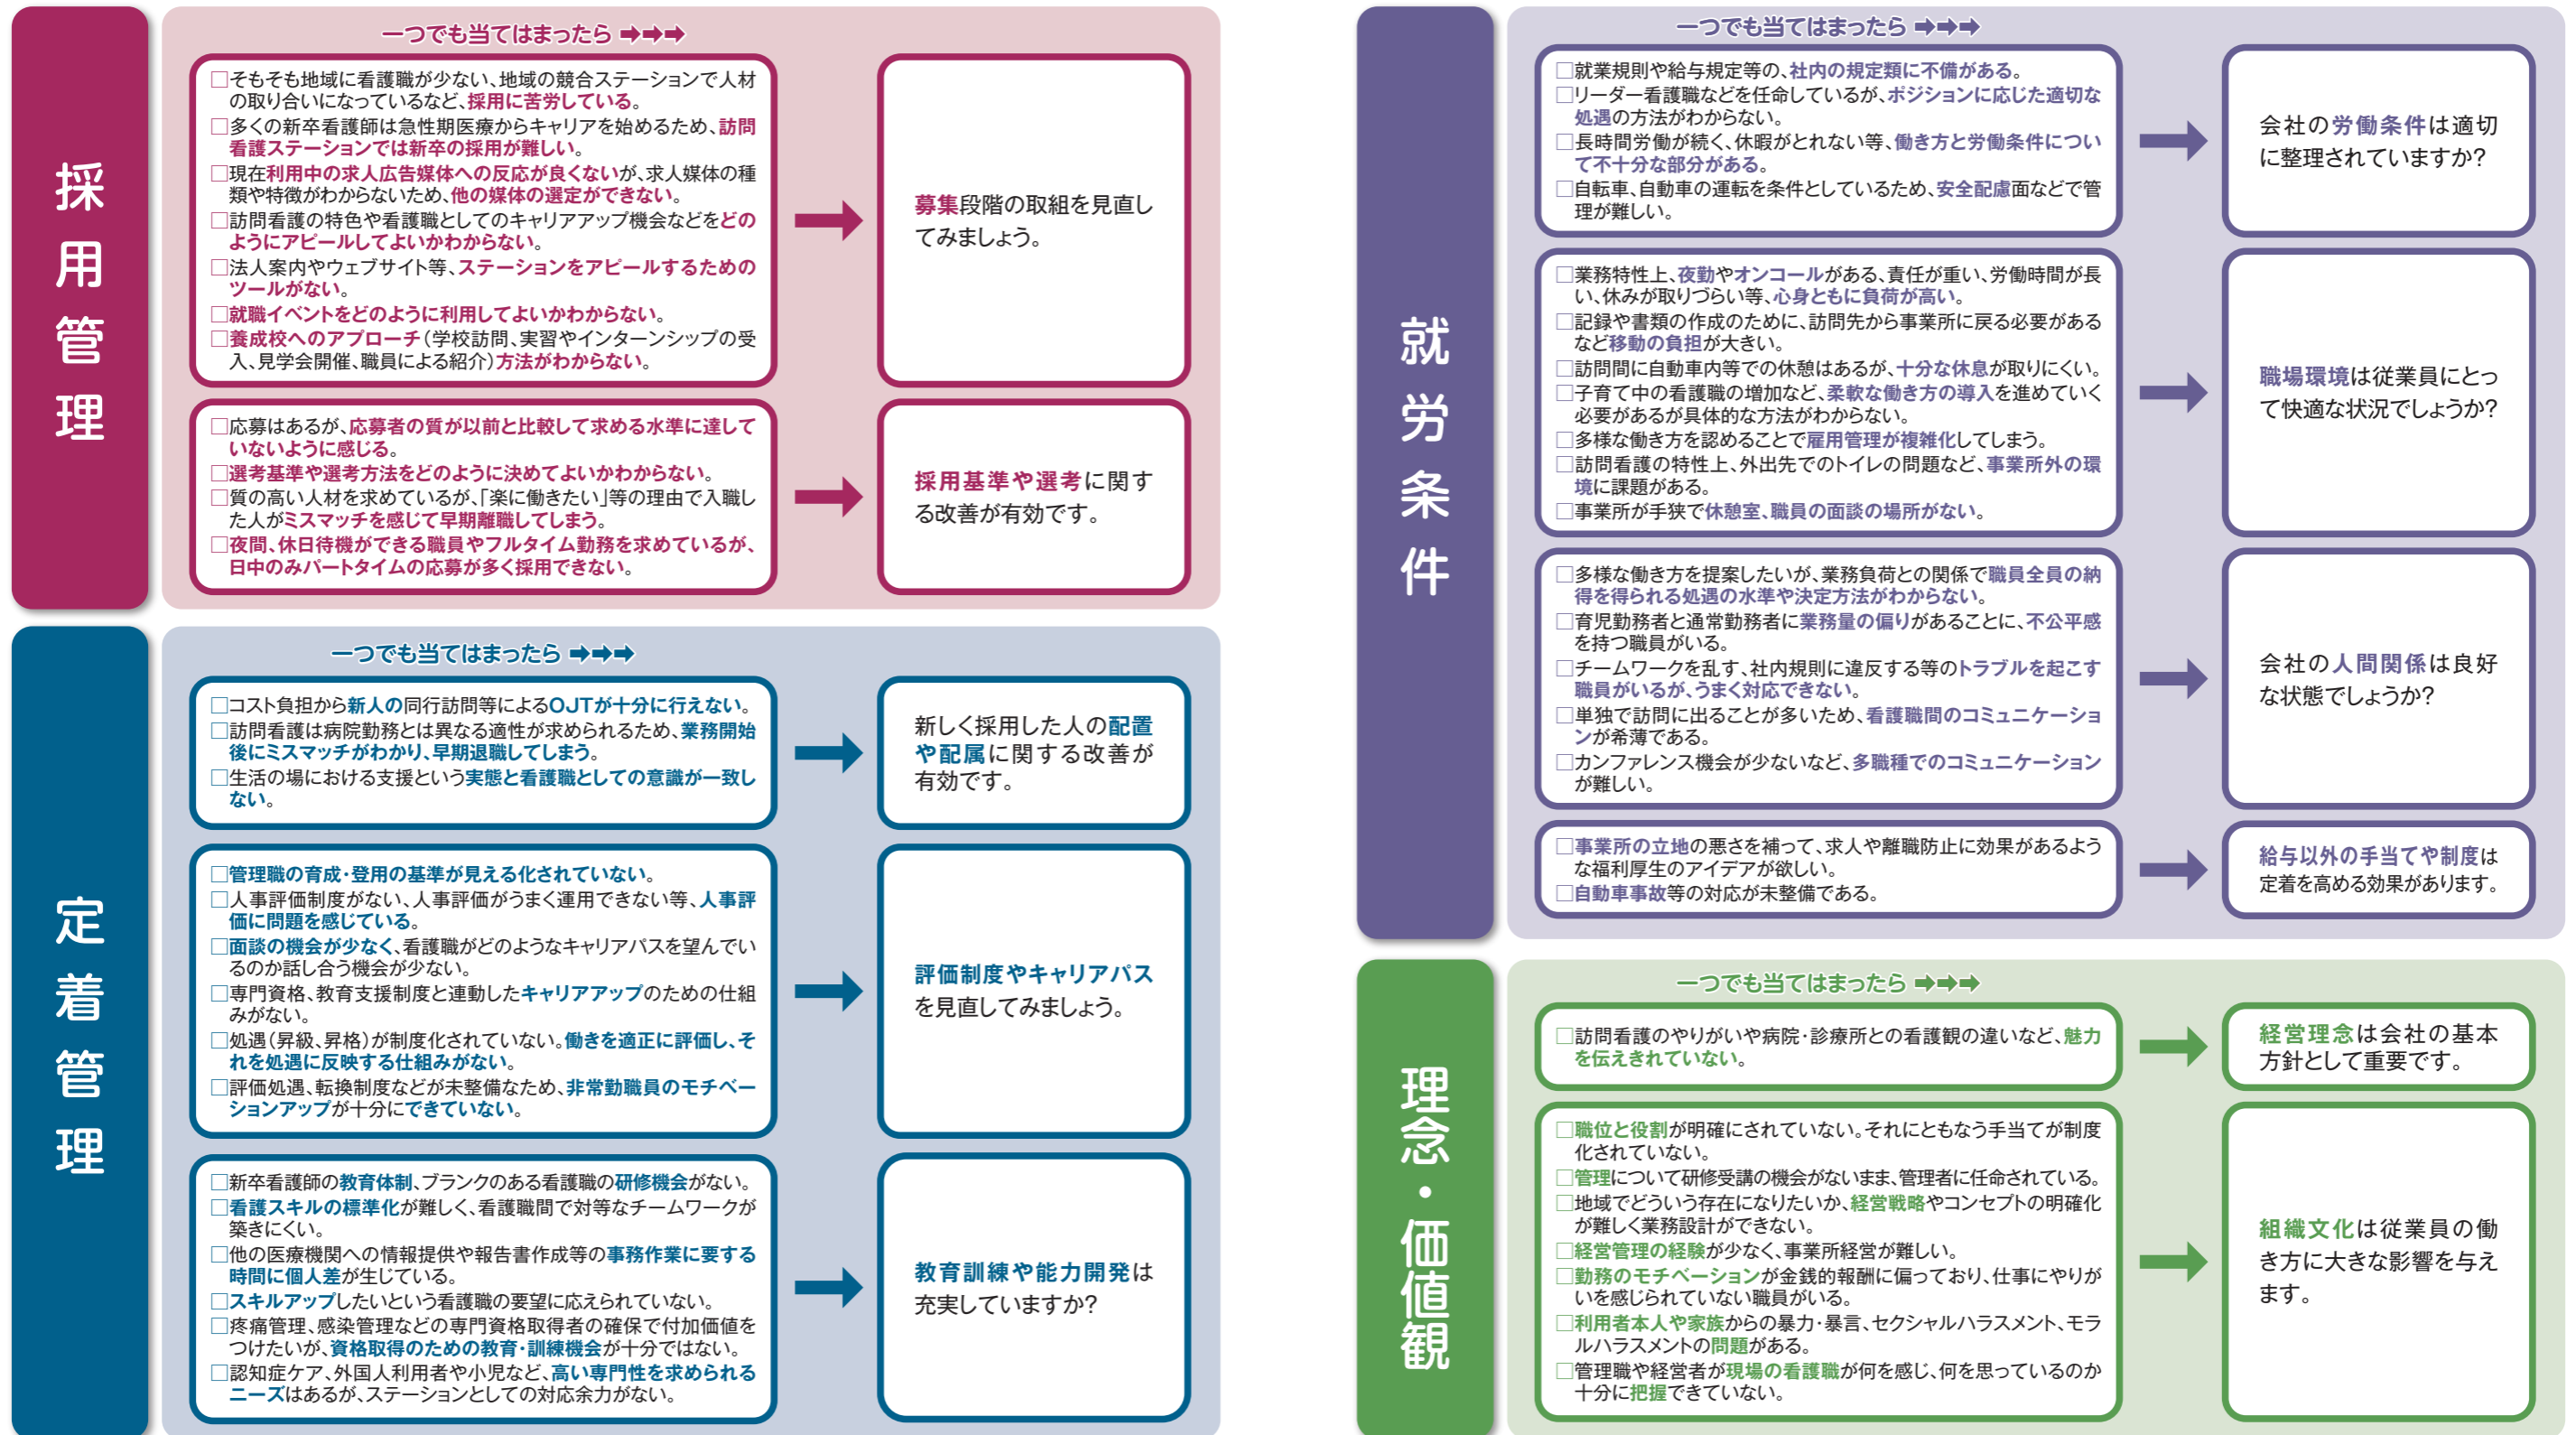 採用管理
一つでも当てはまったら ➡➡➡
□そもそも地域に看護職が少ない、地域の競合ステーションで人材
の取り合いになっているなど、採用に苦労している。
□多くの新卒看護師は急性期医療からキャリアを始めるため、訪問
看護ステーションでは新卒の採用が難しい。
□現在利用中の求人広告媒体への反応が良くないが、求人媒体の種
類や特徴がわからないため、他の媒体の選定ができない。
□訪問看護の特色や看護職としてのキャリアアップ機会などをどの
ようにアピールしてよいかわからない。
□法人案内やウェブサイト等、ステーションをアピールするための
ツールがない。
□就職イベントをどのように利用してよいかわからない。
□養成校へのアプローチ(学校訪問、実習やインターンシップの受
入、見学会開催、職員による紹介)方法がわからない。
募集段階の取組を見直し
てみましょう。
□応募はあるが、応募者の質が以前と比較して求める水準に達して
いないように感じる。
□選考基準や選考方法をどのように決めてよいかわからない。
□質の高い人材を求めているが、「楽に働きたい」等の理由で入職し
た人がミスマッチを感じて早期離職してしまう。
□夜間、休日待機ができる職員やフルタイム勤務を求めているが、
日中のみパートタイムの応募が多く採用できない。
採用基準や選考に関す
る改善が有効です。
定着管理
一つでも当てはまったら ➡➡➡
□コスト負担から新人の同行訪問等によるOJTが十分に行えない。
□訪問看護は病院勤務とは異なる適性が求められるため、業務開始
後にミスマッチがわかり、早期退職してしまう。
□生活の場における支援という実態と看護職としての意識が一致し
ない。
新しく採用した人の配置
や配属に関する改善が
有効です。
□管理職の育成・登用の基準が見える化されていない。
□人事評価制度がない、人事評価がうまく運用できない等、人事評
価に問題を感じている。
□面談の機会が少なく、看護職がどのようなキャリアパスを望んでい
るのか話し合う機会が少ない。
□専門資格、教育支援制度と連動したキャリアアップのための仕組
みがない。
□処遇(昇級、昇格)が制度化されていない。働きを適正に評価し、そ
れを処遇に反映する仕組みがない。
□評価処遇、転換制度などが未整備なため、非常勤職員のモチベー
ションアップが十分にできていない。
評価制度やキャリアパス
を見直してみましょう。
□新卒看護師の教育体制、ブランクのある看護職の研修機会がない。
□看護スキルの標準化が難しく、看護職間で対等なチームワークが
築きにくい。
□他の医療機関への情報提供や報告書作成等の事務作業に要する
時間に個人差が生じている。
□スキルアップしたいという看護職の要望に応えられていない。
□疼痛管理、感染管理などの専門資格取得者の確保で付加価値を
つけたいが、資格取得のための教育・訓練機会が十分ではない。
□認知症ケア、外国人利用者や小児など、高い専門性を求められる
ニーズはあるが、ステーションとしての対応余力がない。
教育訓練や能力開発は
充実していますか?
就労条件
一つでも当てはまったら ➡➡➡
□就業規則や給与規定等の、社内の規定類に不備がある。
□リーダー看護職などを任命しているが、ポジションに応じた適切な
処遇の方法がわからない。
□長時間労働が続く、休暇がとれない等、働き方と労働条件につい
て不十分な部分がある。
□自転車、自動車の運転を条件としているため、安全配慮面などで管
理が難しい。
会社の労働条件は適切
に整理されていますか?
□業務特性上、夜勤やオンコールがある、責任が重い、労働時間が長
い、休みが取りづらい等、心身ともに負荷が高い。
□記録や書類の作成のために、訪問先から事業所に戻る必要がある
など移動の負担が大きい。
□訪問間に自動車内等での休憩はあるが、十分な休息が取りにくい。
□子育て中の看護職の増加など、柔軟な働き方の導入を進めていく
必要があるが具体的な方法がわからない。
□多様な働き方を認めることで雇用管理が複雑化してしまう。
□訪問看護の特性上、外出先でのトイレの問題など、事業所外の環
境に課題がある。
□事業所が手狭で休憩室、職員の面談の場所がない。
職場環境は従業員にとっ
て快適な状況でしょうか?
□多様な働き方を提案したいが、業務負荷との関係で職員全員の納
得を得られる処遇の水準や決定方法がわからない。
□育児勤務者と通常勤務者に業務量の偏りがあることに、不公平感
を持つ職員がいる。
□チームワークを乱す、社内規則に違反する等のトラブルを起こす
職員がいるが、うまく対応できない。
□単独で訪問に出ることが多いため、看護職間のコミュニケーショ
ンが希薄である。
□カンファレンス機会が少ないなど、多職種でのコミュニケーション
が難しい。
会社の人間関係は良好
な状態でしょうか?
□事業所の立地の悪さを補って、求人や離職防止に効果があるよう
な福利厚生のアイデアが欲しい。
□自動車事故等の対応が未整備である。
給与以外の手当てや制度は
定着を高める効果があります。
理念・価値観
一つでも当てはまったら ➡➡➡
□訪問看護のやりがいや病院・診療所との看護観の違いなど、魅力
を伝えきれていない。
経営理念は会社の基本
方針として重要です。
□職位と役割が明確にされていない。それにともなう手当てが制度
化されていない。
□管理について研修受講の機会がないまま、管理者に任命されている。
□地域でどういう存在になりたいか、経営戦略やコンセプトの明確化
が難しく業務設計ができない。
□経営管理の経験が少なく、事業所経営が難しい。
□勤務のモチベーションが金銭的報酬に偏っており、仕事にやりが
いを感じられていない職員がいる。
□利用者本人や家族からの暴力・暴言、セクシャルハラスメント、モラ
ルハラスメントの問題がある。
□管理職や経営者が現場の看護職が何を感じ、何を思っているのか
十分に把握できていない。
組織文化は従業員の働
き方に大きな影響を与え
ます。